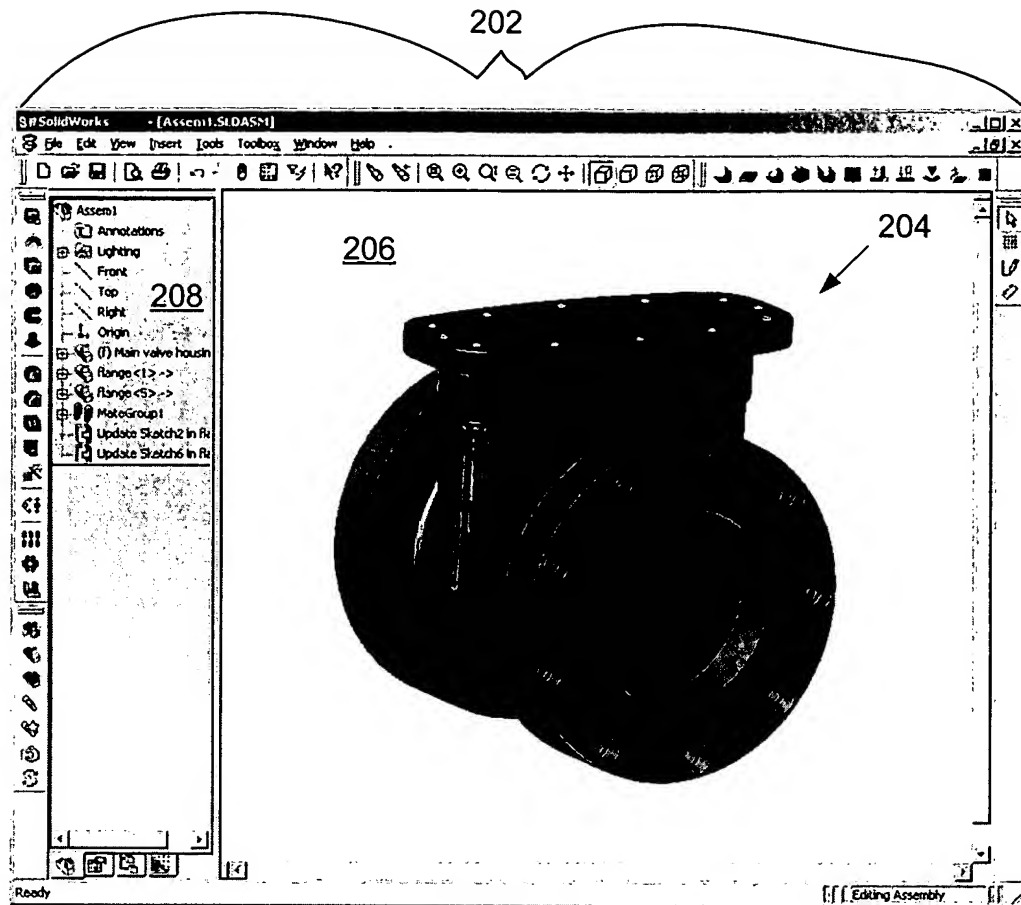 202
SolidWorks - [Assem1.SLDASM]
File Edit View Insert Tools Toolbox Window Help
Assem1
Annotations
Lighting
Front
Top
Right
Origin
(f) Main valve housin
flange<1> ->
flange<5> ->
MateGroup1
Update Sketch2 in fla
Update Sketch6 in fla
208
206
204
Ready
Editing Assembly